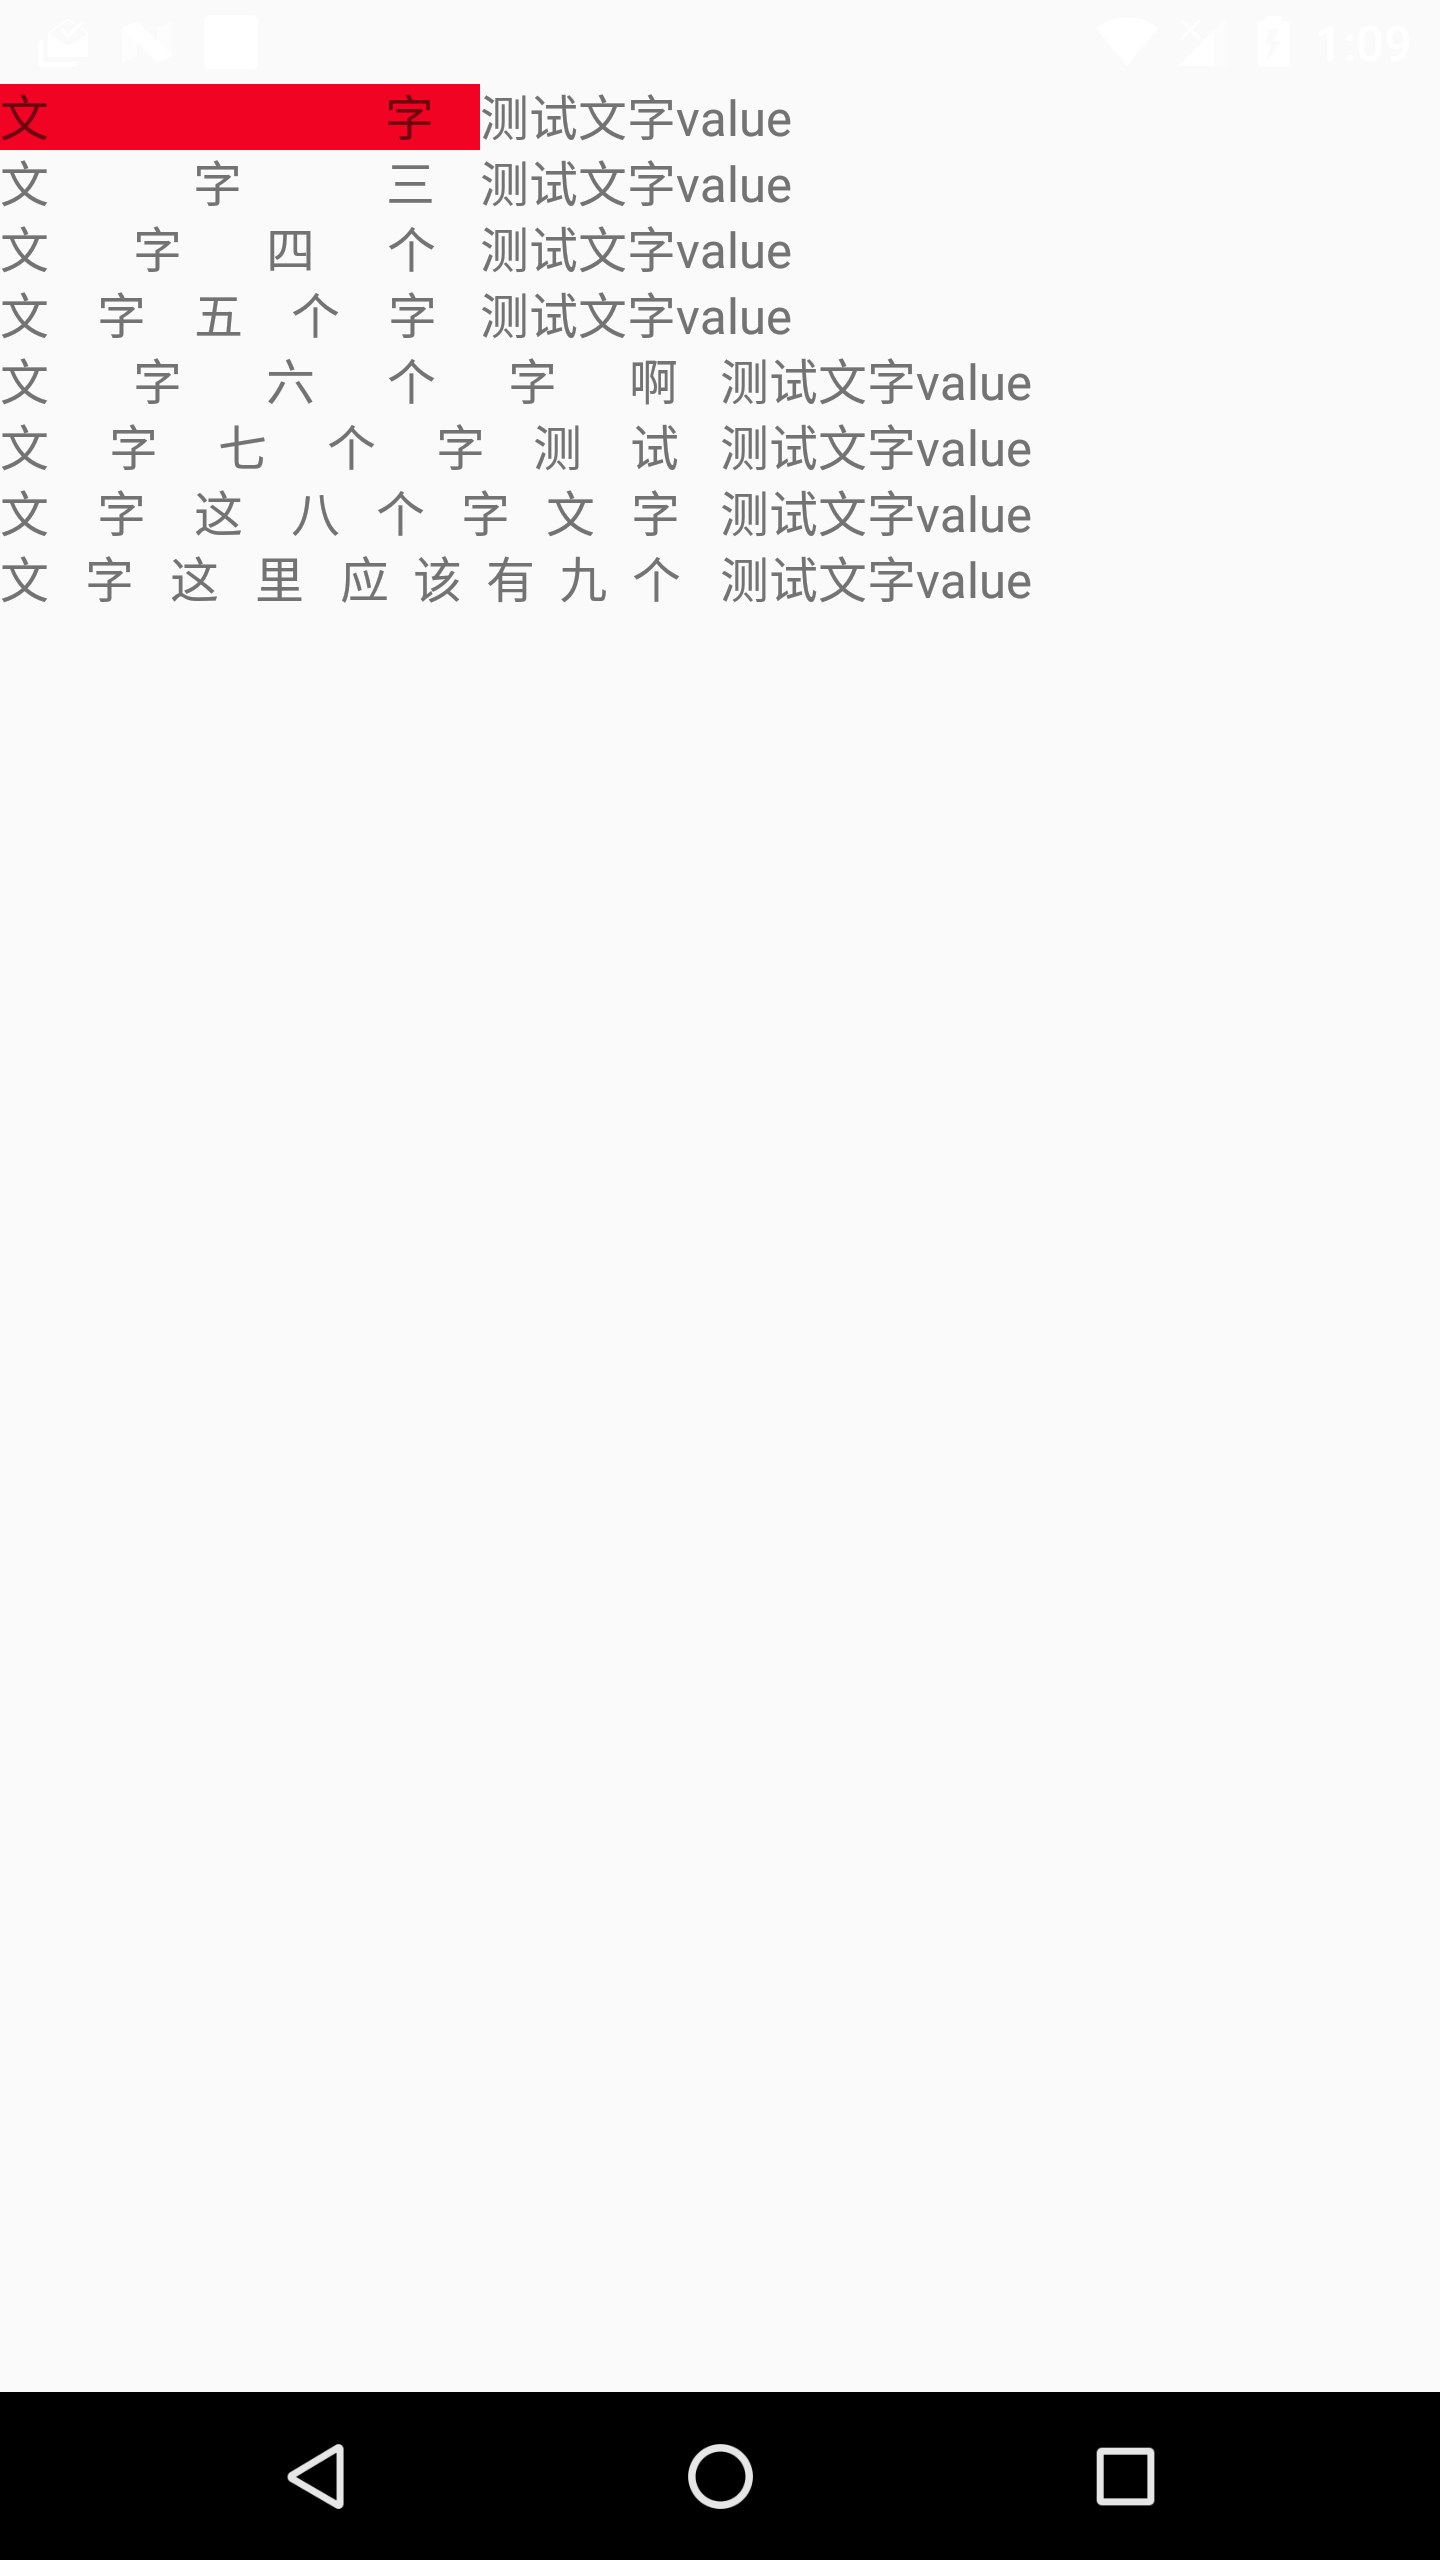 1:09
文 字 测试文字value
文 字 三 测试文字value
文 字 四 个 测试文字value
文 字 五 个 字 测试文字value
文 字 六 个 字 啊 测试文字value
文 字 七 个 字 测 试 测试文字value
文 字 这 八 个 字 文 字 测试文字value
文 字 这 里 应 该 有 九 个 测试文字value